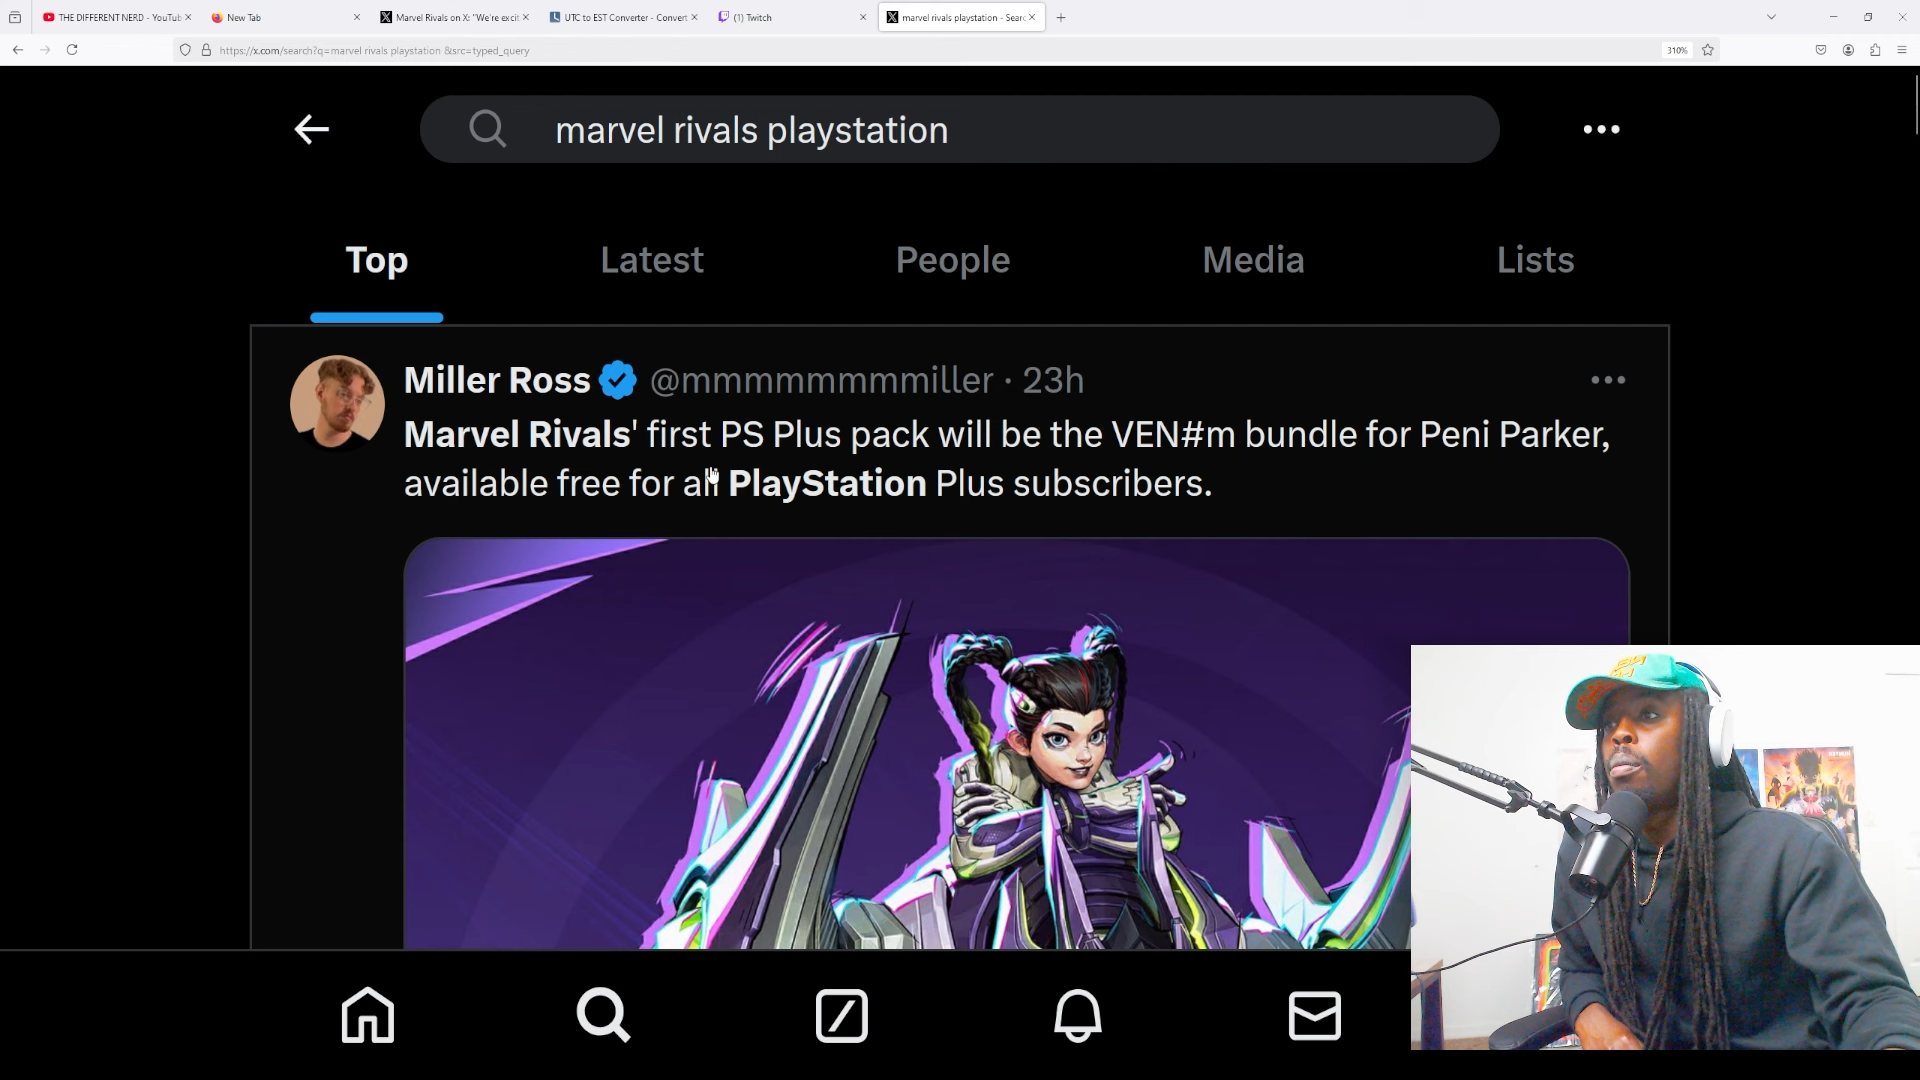 THE DIFFERENT NERD - YouTub
New Tab
Marvel Rivals on X: "We're excit
UTC to EST Converter - Convert
(1) Twitch
marvel rivals playstation - Searc
https://x.com/search?q=marvel rivals playstation &src=typed_query
310%
marvel rivals playstation
Top
Latest
People
Media
Lists
Miller Ross @mmmmmmmmiller · 23h
Marvel Rivals' first PS Plus pack will be the VEN#m bundle for Peni Parker,
available free for all PlayStation Plus subscribers.